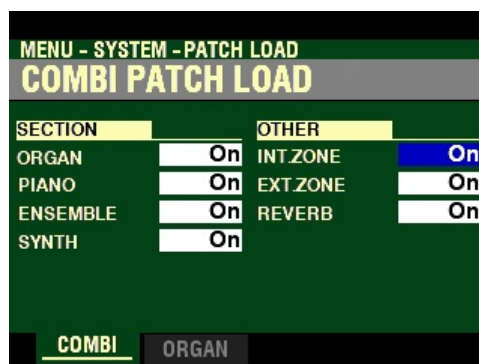 MENU - SYSTEM - PATCH LOAD
COMBI PATCH LOAD
SECTION OTHER
ORGAN On INT.ZONE On
PIANO On EXT.ZONE On
ENSEMBLE On REVERB On
SYNTH On
COMBI ORGAN